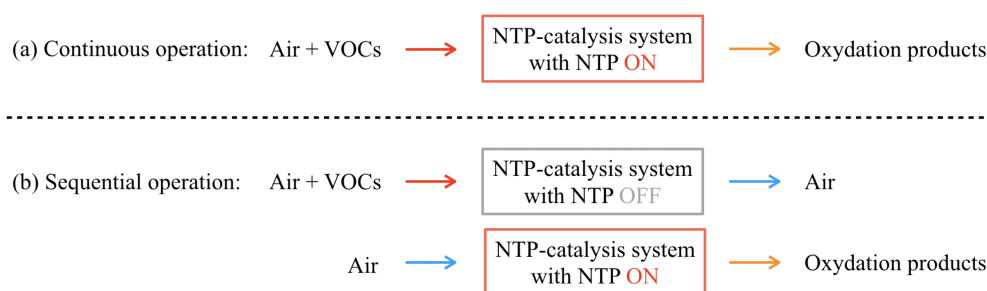 (a) Continuous operation: Air + VOCs NTP-catalysis system with NTP ON Oxydation products
(b) Sequential operation: Air + VOCs NTP-catalysis system with NTP OFF Air
Air NTP-catalysis system with NTP ON Oxydation products